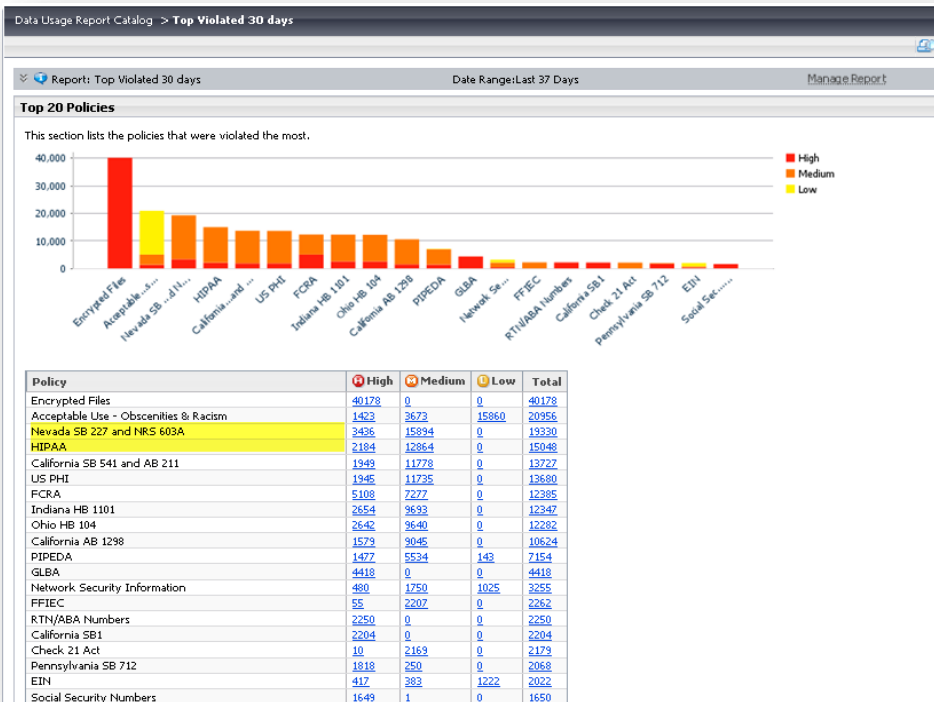 Data Usage Report Catalog > Top Violated 30 days
Report: Top Violated 30 days Date Range:Last 37 Days Manage Report
Top 20 Policies
This section lists the policies that were violated the most.
40,000
30,000
20,000
10,000
0
High
Medium
Low
Encrypted Files
Acceptable...s...
Nevada SB ...d N...
HIPAA
California...and ...
US PHI
FCRA
Indiana HB 1101
Ohio HB 104
California AB 1298
PIPEDA
GLBA
Network Se...
FFIEC
RTN/ABA Numbers
California SB1
Check 21 Act
Pennsylvania SB 712
EIN
Social Sec......
Policy H High M Medium L Low Total
Encrypted Files 40178 0 0 40178
Acceptable Use - Obscenities & Racism 1423 3673 15860 20956
Nevada SB 227 and NRS 603A 3436 15894 0 19330
HIPAA 2184 12864 0 15048
California SB 541 and AB 211 1949 11778 0 13727
US PHI 1945 11735 0 13680
FCRA 5108 7277 0 12385
Indiana HB 1101 2654 9693 0 12347
Ohio HB 104 2642 9640 0 12282
California AB 1298 1579 9045 0 10624
PIPEDA 1477 5534 143 7154
GLBA 4418 0 0 4418
Network Security Information 480 1750 1025 3255
FFIEC 55 2207 0 2262
RTN/ABA Numbers 2250 0 0 2250
California SB1 2204 0 0 2204
Check 21 Act 10 2169 0 2179
Pennsylvania SB 712 1818 250 0 2068
EIN 417 383 1222 2022
Social Security Numbers 1649 1 0 1650